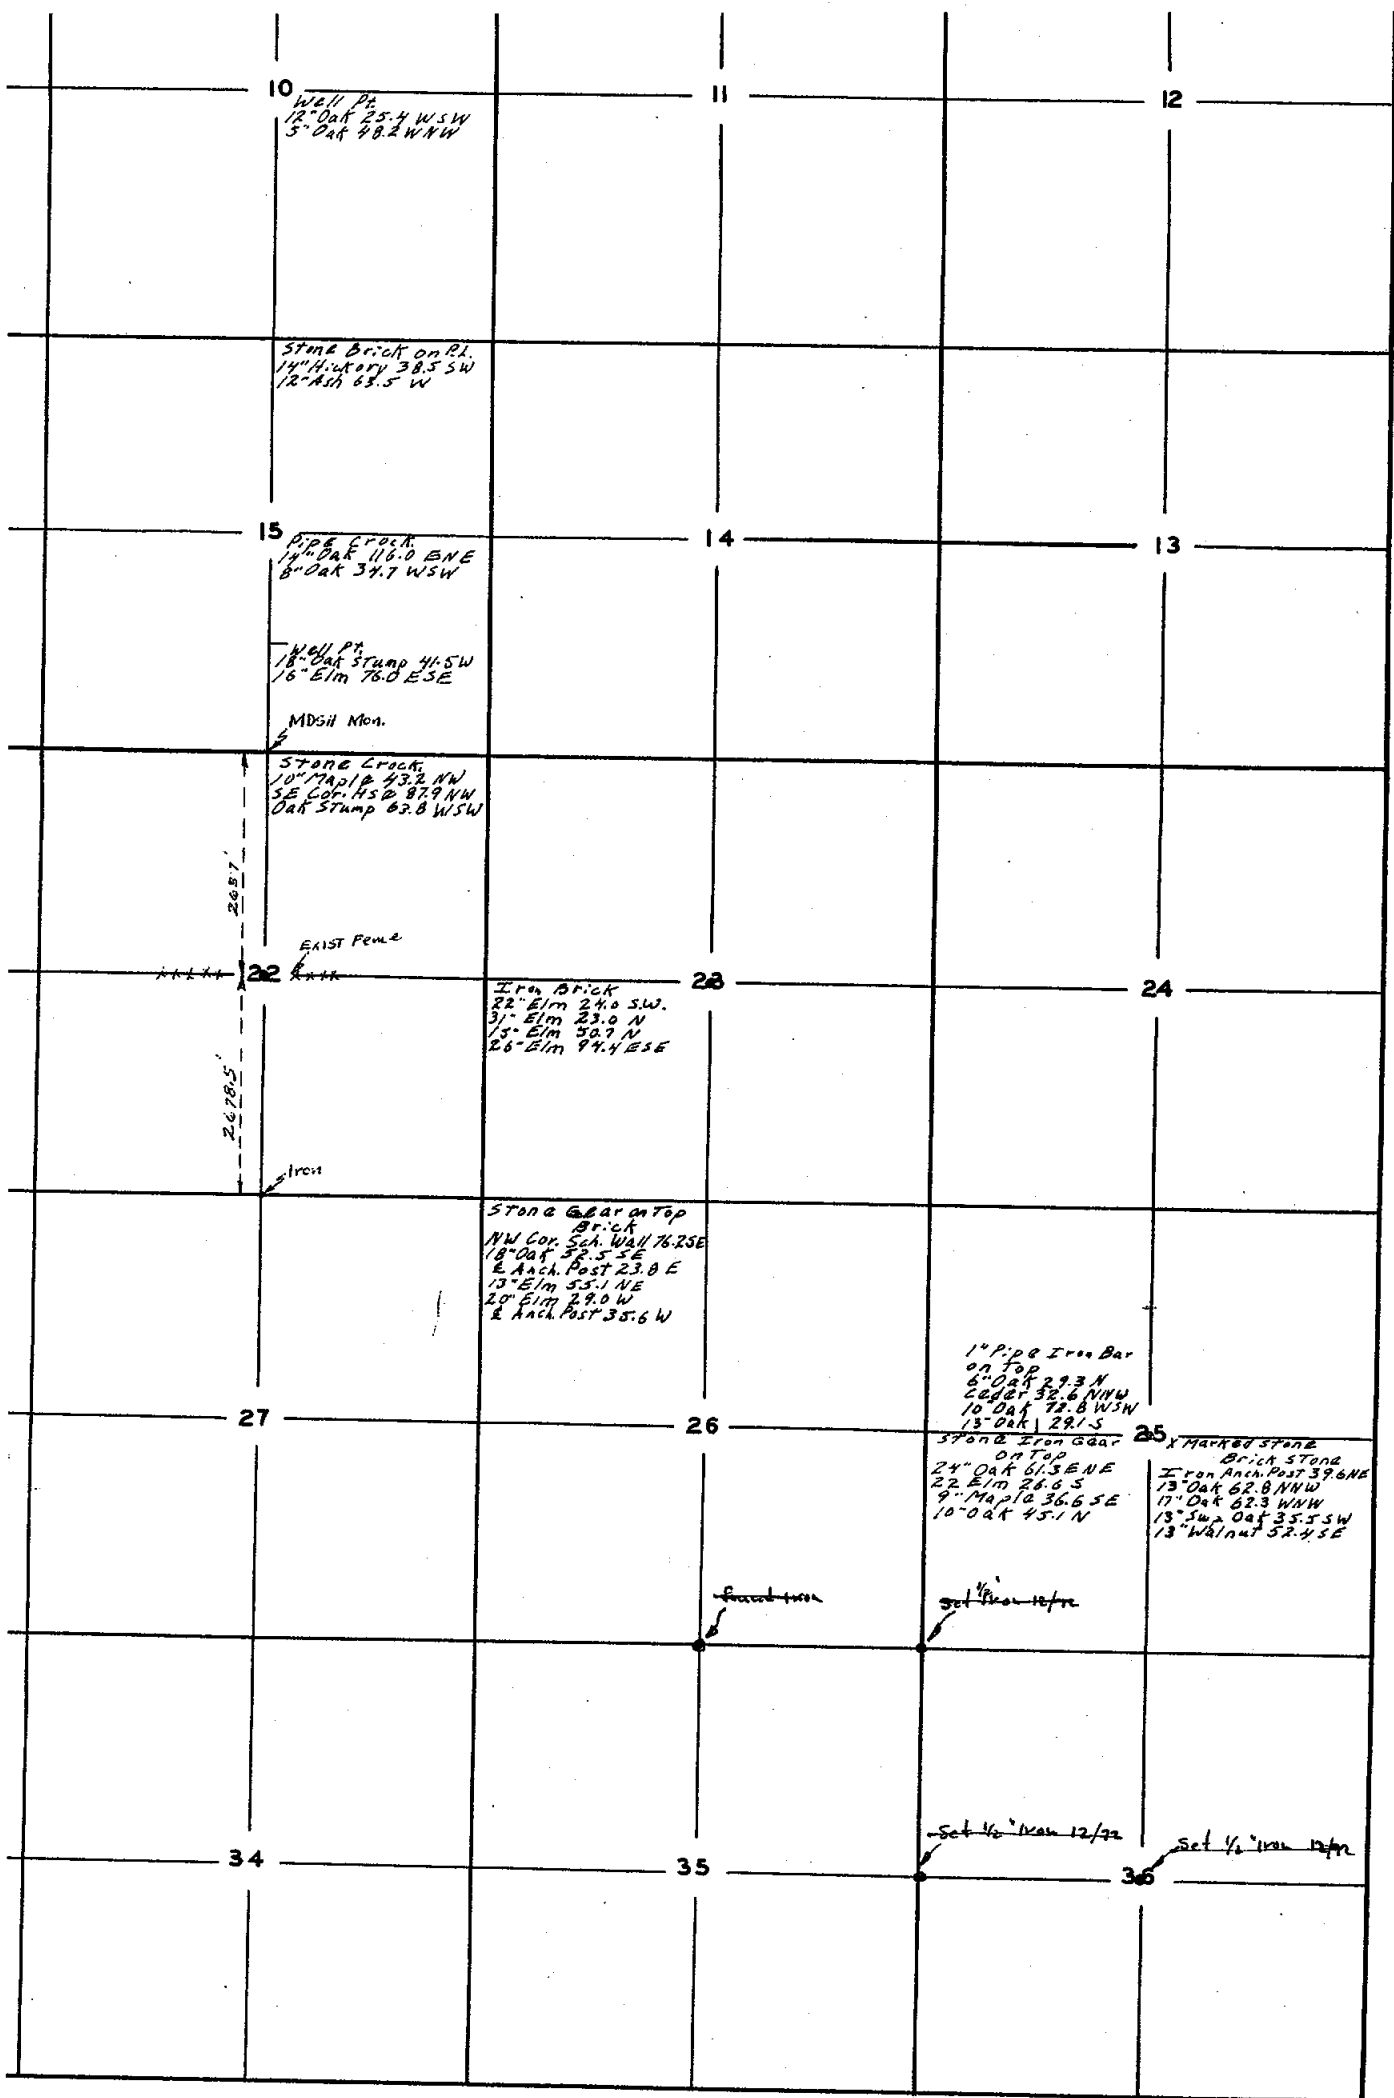 10
11
12
Well Pt.
12" Oak 25.4 WSW
5" Oak 48.2 WNW
Stone Brick on P.L.
14" Hickory 38.5 SW
12" Ash 63.5 W
15
14
13
Pipe Crock.
14" Oak 116.0 ENE
8" Oak 34.7 WSW
Well Pt.
18" Oak Stump 41.5 W
16" Elm 76.0 ESE
MDSH Mon.
Stone Crock.
10" Maple 43.2 NW
SE Cor. Hse 87.9 NW
Oak Stump 63.8 WSW
2657'
Exist Fence
22
23
24
Iron Brick
22" Elm 24.0 S.W.
31" Elm 23.0 N
15" Elm 50.7 N
26" Elm 94.4 ESE
2678.5'
Iron
Stone Gear on Top
Brick
NW Cor. Sch. Wall 76.2 SE
18" Oak 52.5 SE
Anch. Post 23.8 E
13" Elm 55.1 NE
20" Elm 29.0 W
Anch. Post 35.6 W
1" Pipe Iron Bar
on Top
6" Oak 29.3 N
Ceder 32.6 NNW
10" Oak 72.8 WSW
13" Oak 29.1 S
27
26
25
Stone Iron Gear
on Top
24" Oak 61.3 ENE
22 Elm 26.6 S
9" Maple 36.6 SE
10" Oak 45.1 N
X Marked Stone
Brick Stone
Iron Anch. Post 39.6 NE
13" Oak 62.8 NNW
17" Oak 62.3 WNW
13" Swp Oak 35.5 SW
13" Walnut 52.4 SE
Found Iron
Set 1/2" Iron 12/72
Set 1/2" Iron 12/72
Set 1/2" Iron 12/72
34
35
36